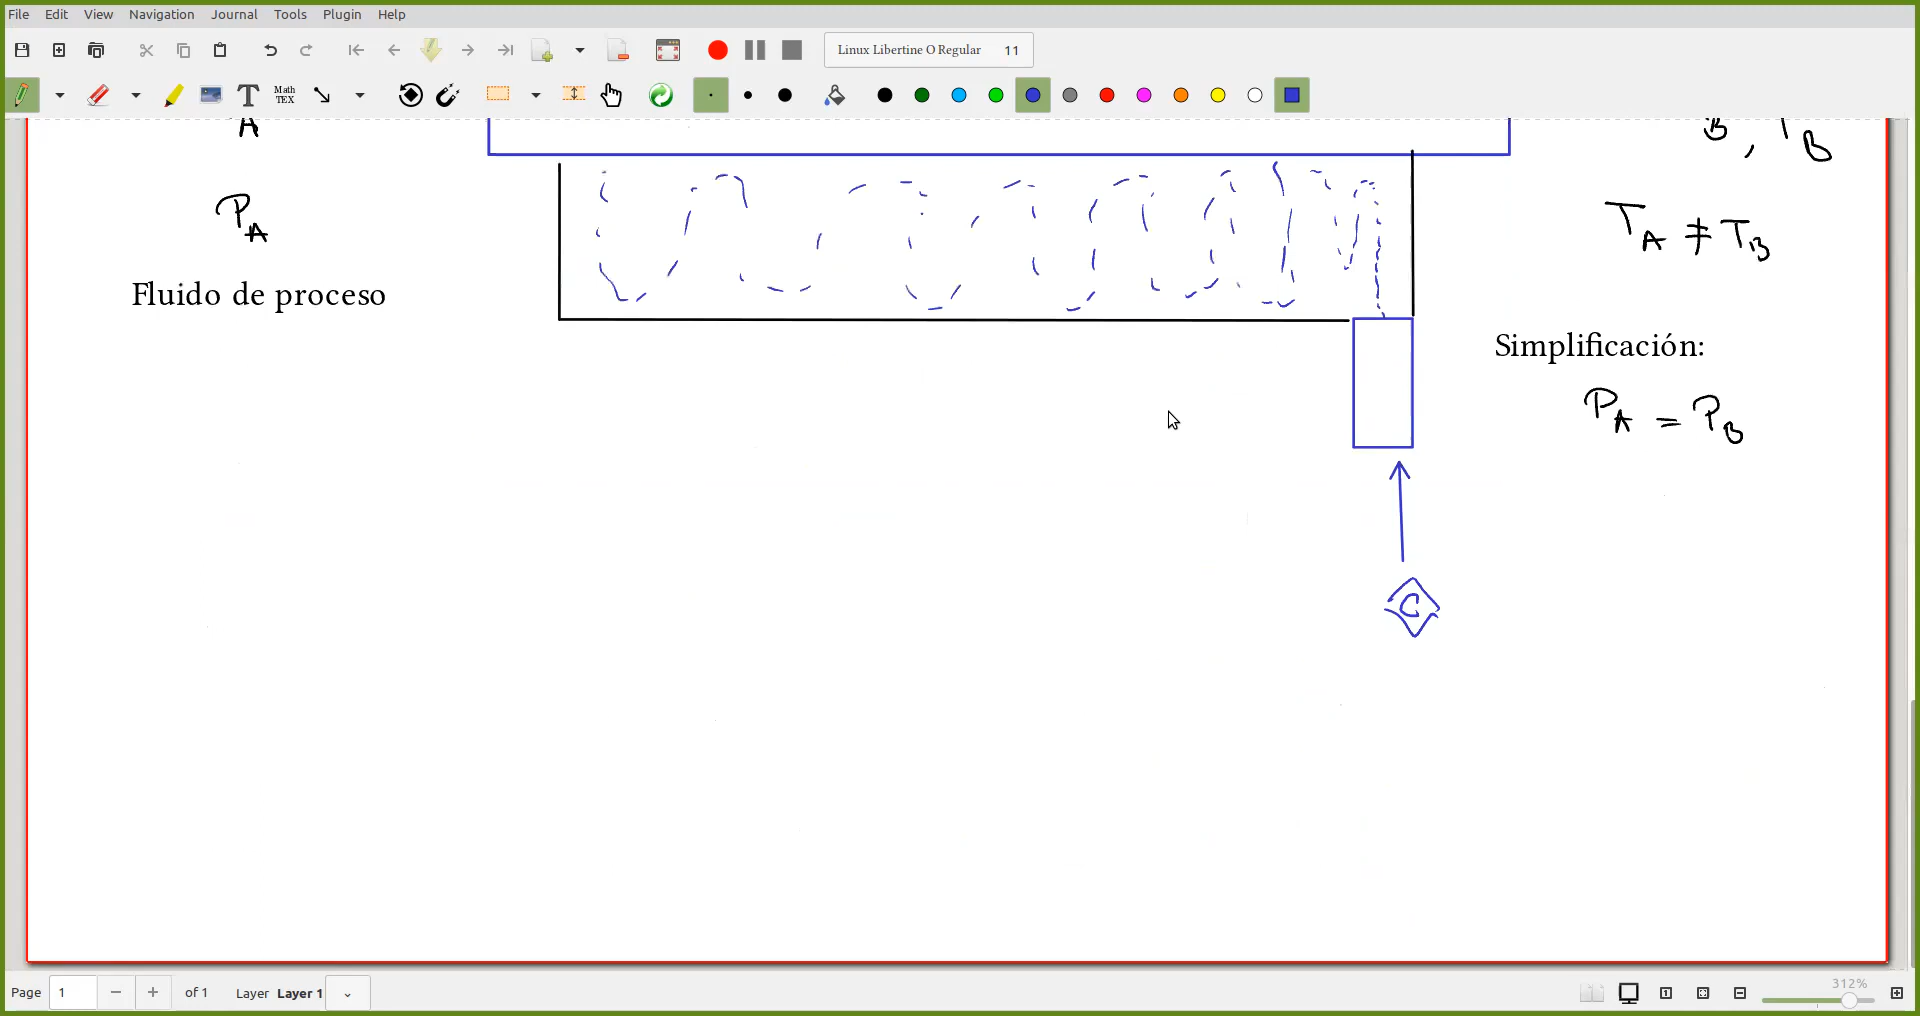 File Edit View Navigation Journal Tools Plugin Help
Linux Libertine O Regular 11
T
Math
TEX
A
B , T_B
P_A
T_A ≠ T_B
Fluido de proceso
Simplificación:
P_A = P_B
C
Page 1 of 1 Layer Layer 1
312%